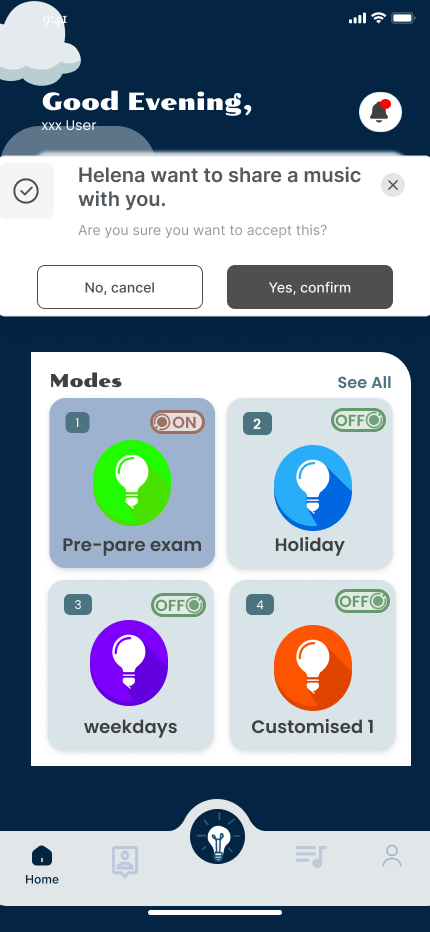 9:41
Good Evening,
xxx User
Helena want to share a music
with you.
Are you sure you want to accept this?
No, cancel
Yes, confirm
Modes
See All
1
ON
2
OFF
Pre-pare exam
Holiday
3
OFF
4
OFF
weekdays
Customised 1
Home